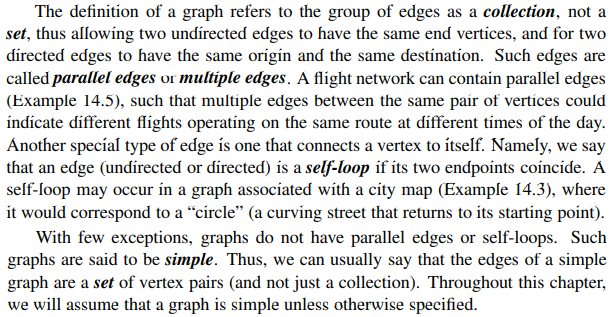 The definition of a graph refers to the group of edges as a collection, not a
set, thus allowing two undirected edges to have the same end vertices, and for two
directed edges to have the same origin and the same destination. Such edges are
called parallel edges or multiple edges. A flight network can contain parallel edges
(Example 14.5), such that multiple edges between the same pair of vertices could
indicate different flights operating on the same route at different times of the day.
Another special type of edge is one that connects a vertex to itself. Namely, we say
that an edge (undirected or directed) is a self-loop if its two endpoints coincide. A
self-loop may occur in a graph associated with a city map (Example 14.3), where
it would correspond to a “circle” (a curving street that returns to its starting point).
With few exceptions, graphs do not have parallel edges or self-loops. Such
graphs are said to be simple. Thus, we can usually say that the edges of a simple
graph are a set of vertex pairs (and not just a collection). Throughout this chapter,
we will assume that a graph is simple unless otherwise specified.